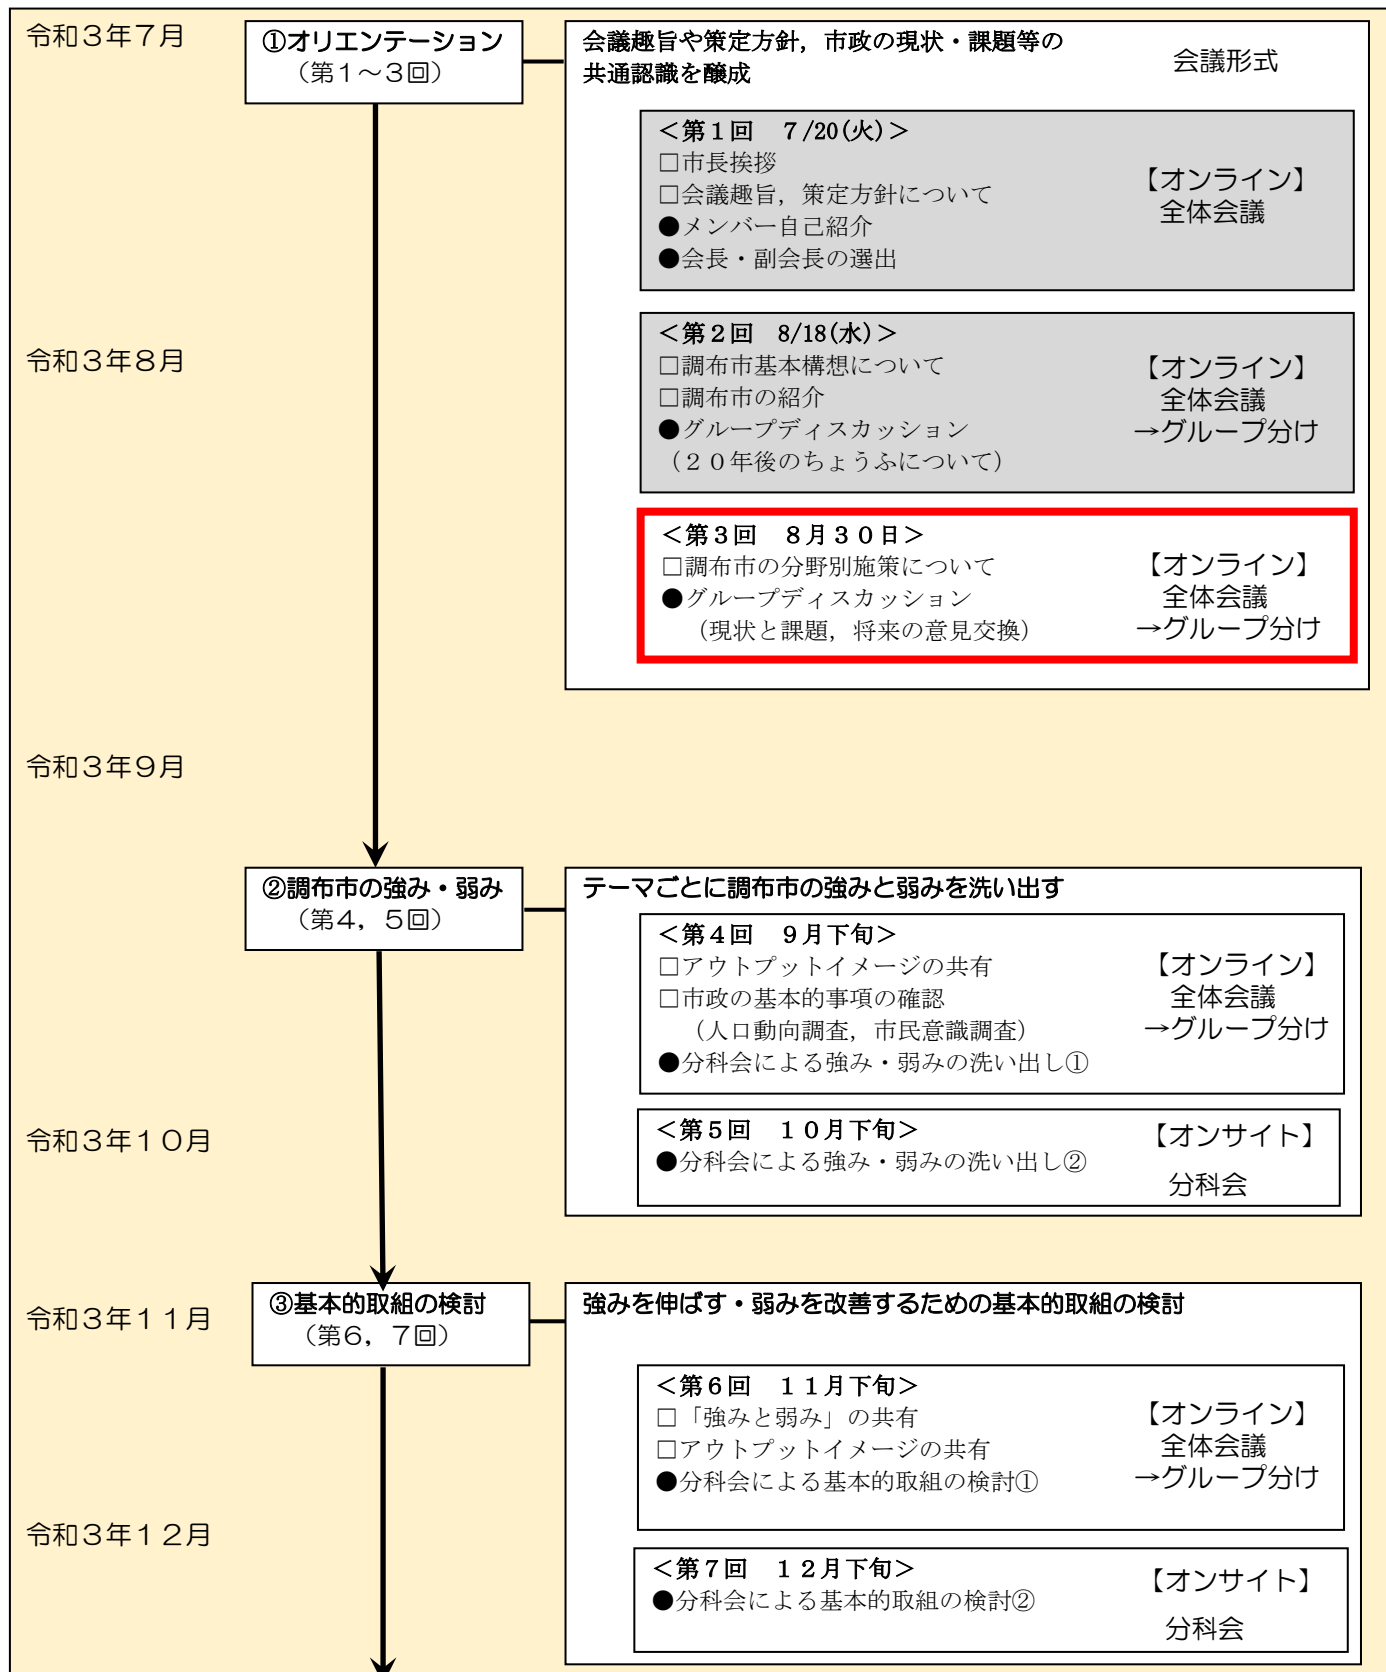 令和３年７月
①オリエンテーション
（第１～３回）
会議趣旨や策定方針，市政の現状・課題等の
共通認識を醸成
会議形式
＜第１回　７/20(火)＞
□市長挨拶
□会議趣旨，策定方針について
●メンバー自己紹介
●会長・副会長の選出
【オンライン】
全体会議
令和３年８月
＜第２回　8/18(水)＞
□調布市基本構想について
□調布市の紹介
●グループディスカッション
（２０年後のちょうふについて）
【オンライン】
全体会議
→グループ分け
＜第３回　８月３０日＞
□調布市の分野別施策について
●グループディスカッション
（現状と課題，将来の意見交換）
【オンライン】
全体会議
→グループ分け
令和３年９月
②調布市の強み・弱み
（第４，５回）
テーマごとに調布市の強みと弱みを洗い出す
＜第４回　９月下旬＞
□アウトプットイメージの共有
□市政の基本的事項の確認
（人口動向調査，市民意識調査）
●分科会による強み・弱みの洗い出し①
【オンライン】
全体会議
→グループ分け
令和３年１０月
＜第５回　１０月下旬＞
●分科会による強み・弱みの洗い出し②
【オンサイト】
分科会
令和３年１１月
③基本的取組の検討
（第６，７回）
強みを伸ばす・弱みを改善するための基本的取組の検討
＜第６回　１１月下旬＞
□「強みと弱み」の共有
□アウトプットイメージの共有
●分科会による基本的取組の検討①
【オンライン】
全体会議
→グループ分け
令和３年１２月
＜第７回　１２月下旬＞
●分科会による基本的取組の検討②
【オンサイト】
分科会